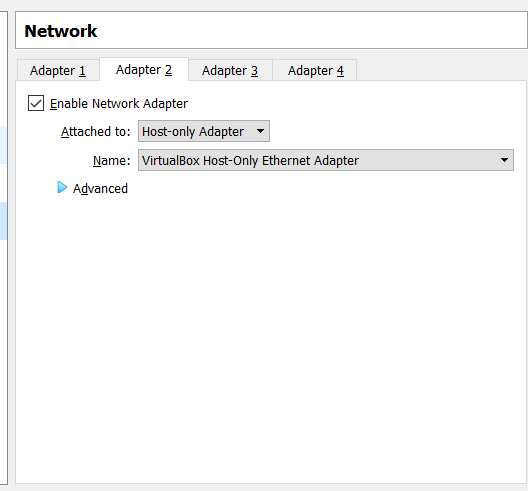 Network
Adapter 1 Adapter 2 Adapter 3 Adapter 4
Enable Network Adapter
Attached to: Host-only Adapter
Name: VirtualBox Host-Only Ethernet Adapter
Advanced